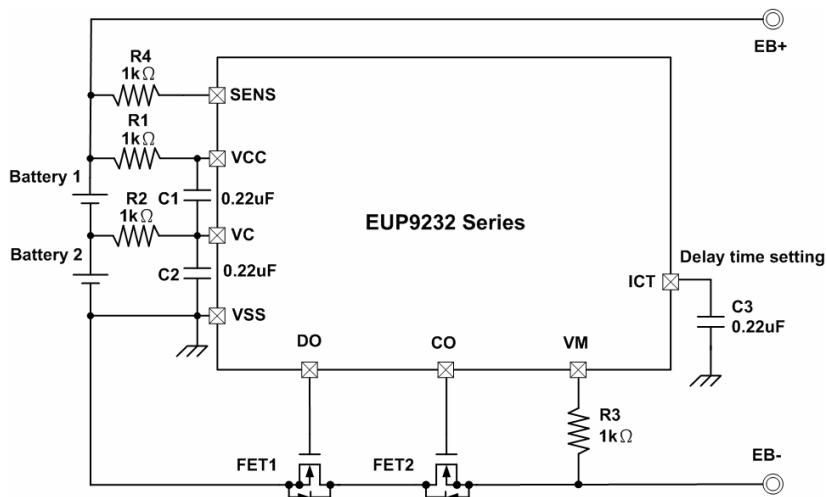 EB+
R4
1kΩ
SENS
R1
1kΩ
VCC
Battery 1
R2
1kΩ
C1
0.22uF
EUP9232 Series
VC
Battery 2
C2
0.22uF
Delay time setting
ICT
C3
0.22uF
VSS
DO
CO
VM
R3
1kΩ
FET1
FET2
EB-